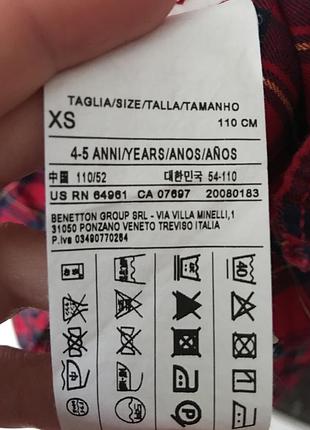 TAGLIA/SIZE/TALLA/TAMANHO
XS 110 CM
4-5 ANNI/YEARS/ANOS/AÑOS
中国 110/52 대한민국 54-110
US RN 64961 CA 07697 20080183
BENETTON GROUP SRL - VIA VILLA MINELLI,1
31050 PONZANO VENETO TREVISO ITALIA
P.Iva 03490770264